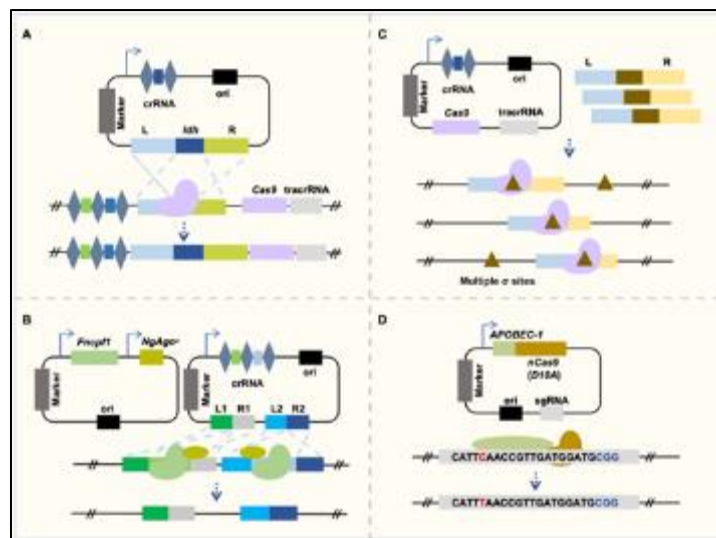 A
crRNA
ori
Marker
L ldh R
Cas9 tracrRNA
B
Fncpf1 NgAgo
Marker
ori
crRNA
ori
Marker
L1 R1 L2 R2
C
crRNA
ori
Marker
Cas9 tracrRNA
L R
Multiple σ sites
D
APOBEC-1
nCas9
(D10A)
Marker
ori sgRNA
CATTCAACCGTTGATGGATGCGG
CATTTAACCGTTGATGGATGCGG